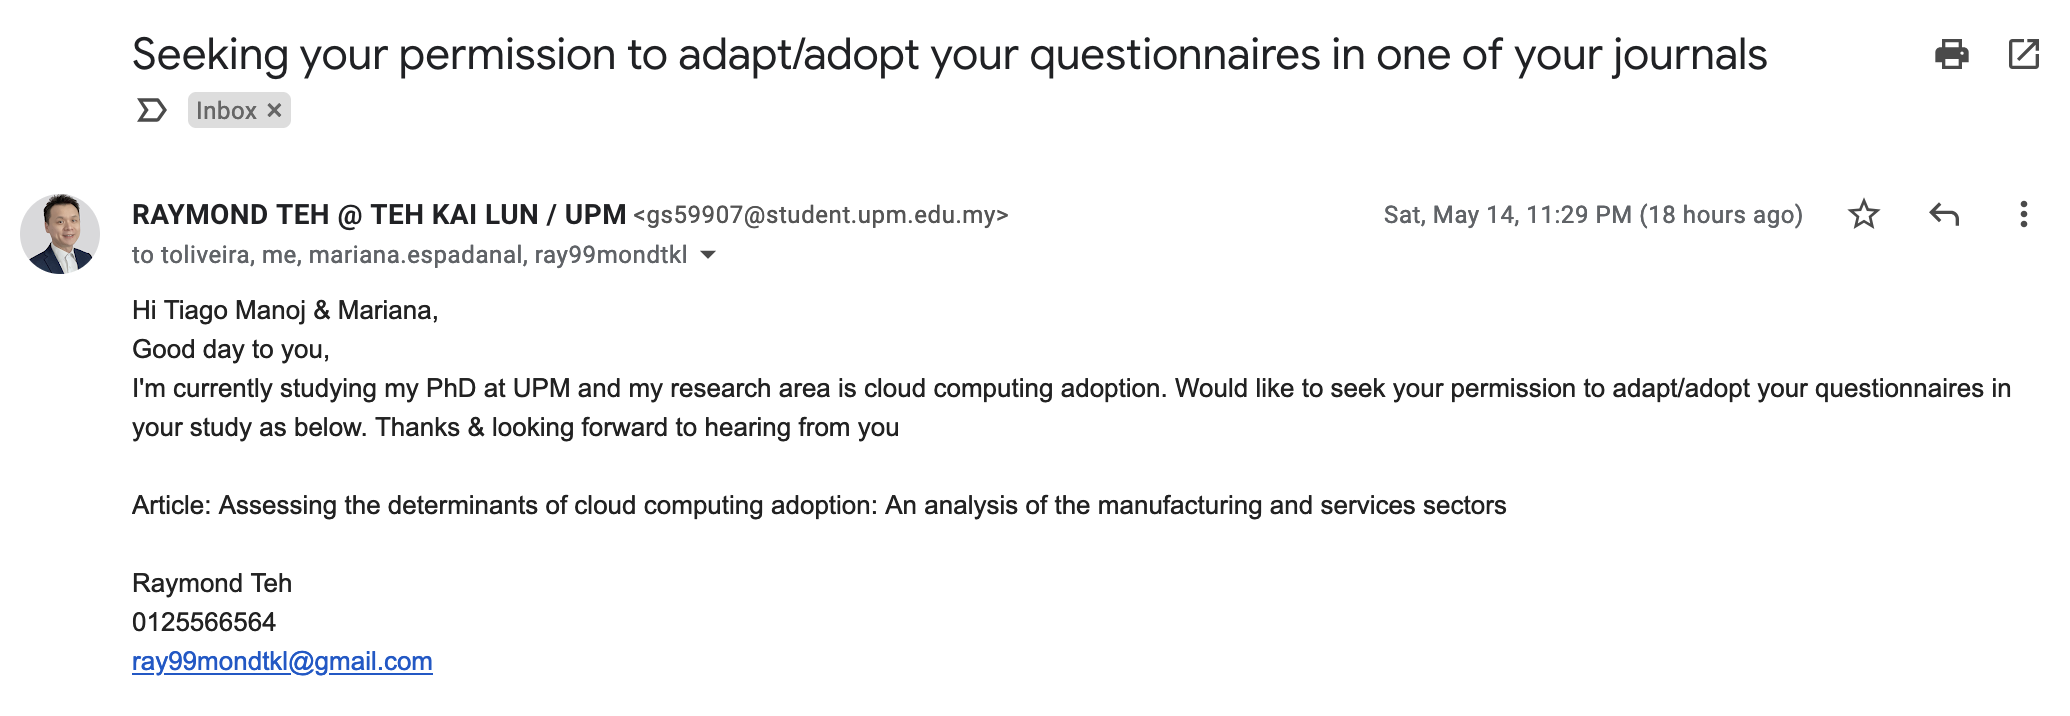 Seeking your permission to adapt/adopt your questionnaires in one of your journals
Inbox ×
RAYMOND TEH @ TEH KAI LUN / UPM <gs59907@student.upm.edu.my>
Sat, May 14, 11:29 PM (18 hours ago)
to toliveira, me, mariana.espadanal, ray99mondtkl
Hi Tiago Manoj & Mariana,
Good day to you,
I'm currently studying my PhD at UPM and my research area is cloud computing adoption. Would like to seek your permission to adapt/adopt your questionnaires in
your study as below. Thanks & looking forward to hearing from you
Article: Assessing the determinants of cloud computing adoption: An analysis of the manufacturing and services sectors
Raymond Teh
0125566564
ray99mondtkl@gmail.com